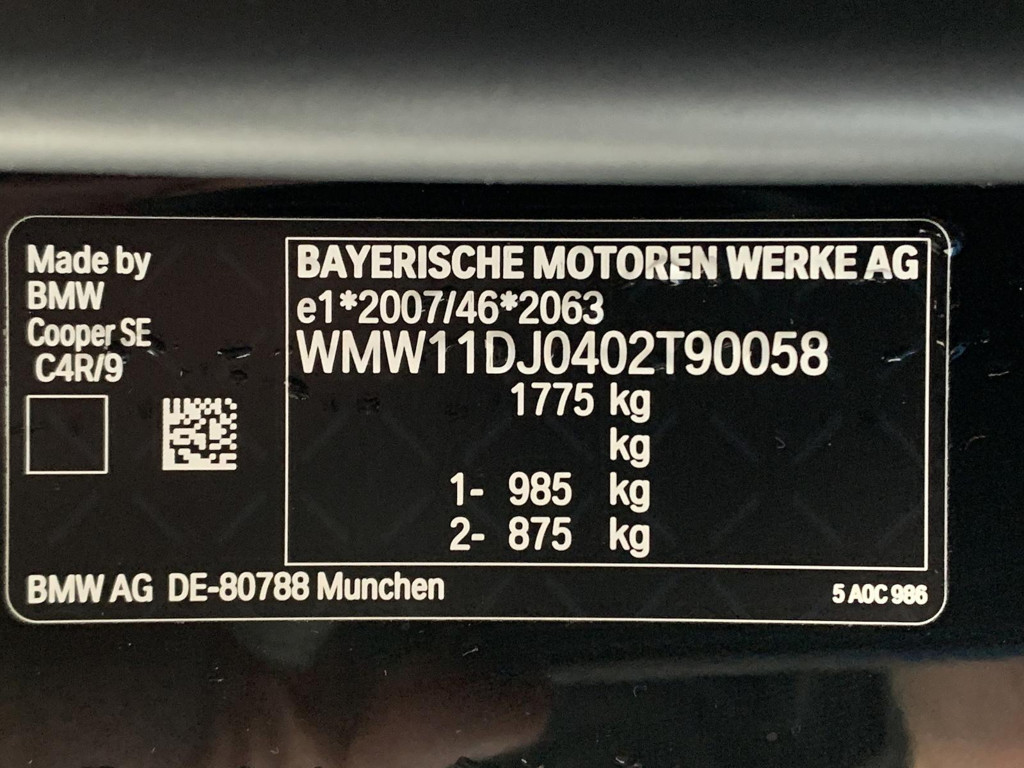 Made by
BMW
Cooper SE
C4R/9
BAYERISCHE MOTOREN WERKE AG
e1*2007/46*2063
WMW11DJ0402T90058
1775 kg
kg
1- 985 kg
2- 875 kg
BMW AG DE-80788 Munchen
5 A0C 986